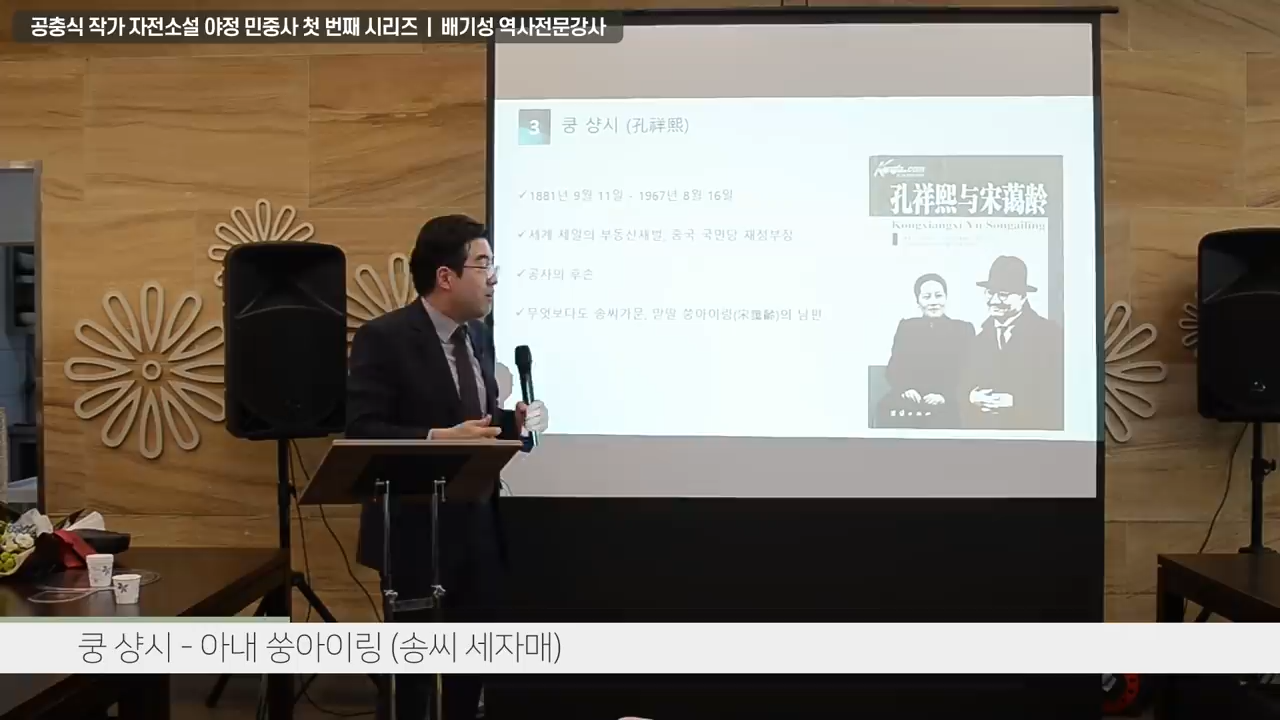 공충식 작가 자전소설 야정 민중사 첫 번째 시리즈 | 배기성 역사전문강사
3 쿵 샹시 (孔祥熙)
✓1881년 9월 11일 - 1967년 8월 16일
✓세계 제일의 부동산재벌, 중국 국민당 재정부장
✓공사의 후손
✓무엇보다도 송씨가문, 맏딸 쑹아이링(宋靄齡)의 남편
孔祥熙与宋蔼龄
Kongxiangxi Yu Songailing
쿵 샹시 - 아내 쑹아이링 (송씨 세자매)